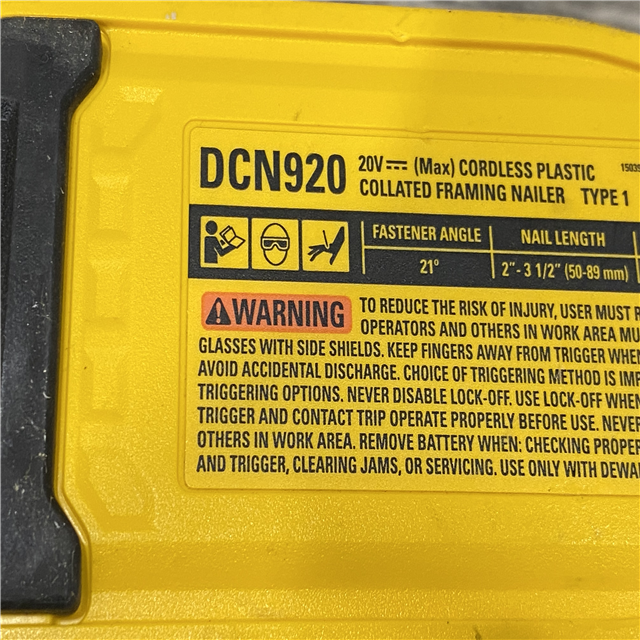 DCN920 20V (Max) CORDLESS PLASTIC
COLLATED FRAMING NAILER TYPE 1
FASTENER ANGLE NAIL LENGTH
21° 2"- 3 1/2" (50-89 mm)
WARNING TO REDUCE THE RISK OF INJURY, USER MUST
OPERATORS AND OTHERS IN WORK AREA
GLASSES WITH SIDE SHIELDS. KEEP FINGERS AWAY FROM TRIGGER
AVOID ACCIDENTAL DISCHARGE. CHOICE OF TRIGGERING METHOD IS
TRIGGERING OPTIONS. NEVER DISABLE LOCK-OFF. USE LOCK-OFF
TRIGGER AND CONTACT TRIP OPERATE PROPERLY BEFORE USE.
OTHERS IN WORK AREA. REMOVE BATTERY WHEN: CHECKING
AND TRIGGER, CLEARING JAMS, OR SERVICING. USE ONLY WITH